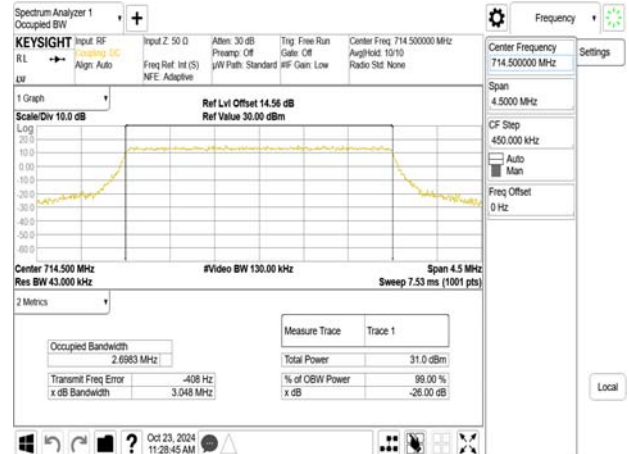 Spectrum Analyzer 1
Occupied BW
+
Frequency
KEYSIGHT
RL
LXI
Input: RF
Coupling: DC
Align: Auto
Input Z: 50 Ω
Freq Ref: Int (S)
NFE: Adaptive
Atten: 30 dB
Preamp: Off
µW Path: Standard
Trig: Free Run
Gate: Off
#IF Gain: Low
Center Freq: 714.500000 MHz
Avg|Hold: 10/10
Radio Std: None
Center Frequency
714.500000 MHz
Settings
Span
4.5000 MHz
CF Step
450.000 kHz
Auto
Man
Freq Offset
0 Hz
Local
1 Graph
Scale/Div 10.0 dB
Ref Lvl Offset 14.56 dB
Ref Value 30.00 dBm
Log
20.0
10.0
0.00
-10.0
-20.0
-30.0
-40.0
-50.0
-60.0
Center 714.500 MHz
#Video BW 130.00 kHz
Span 4.5 MHz
Res BW 43.000 kHz
Sweep 7.53 ms (1001 pts)
2 Metrics
Measure Trace Trace 1
Occupied Bandwidth
2.6983 MHz
Total Power 31.0 dBm
Transmit Freq Error -408 Hz
% of OBW Power 99.00 %
x dB Bandwidth 3.048 MHz
x dB -26.00 dB
?
Oct 23, 2024
11:28:45 AM